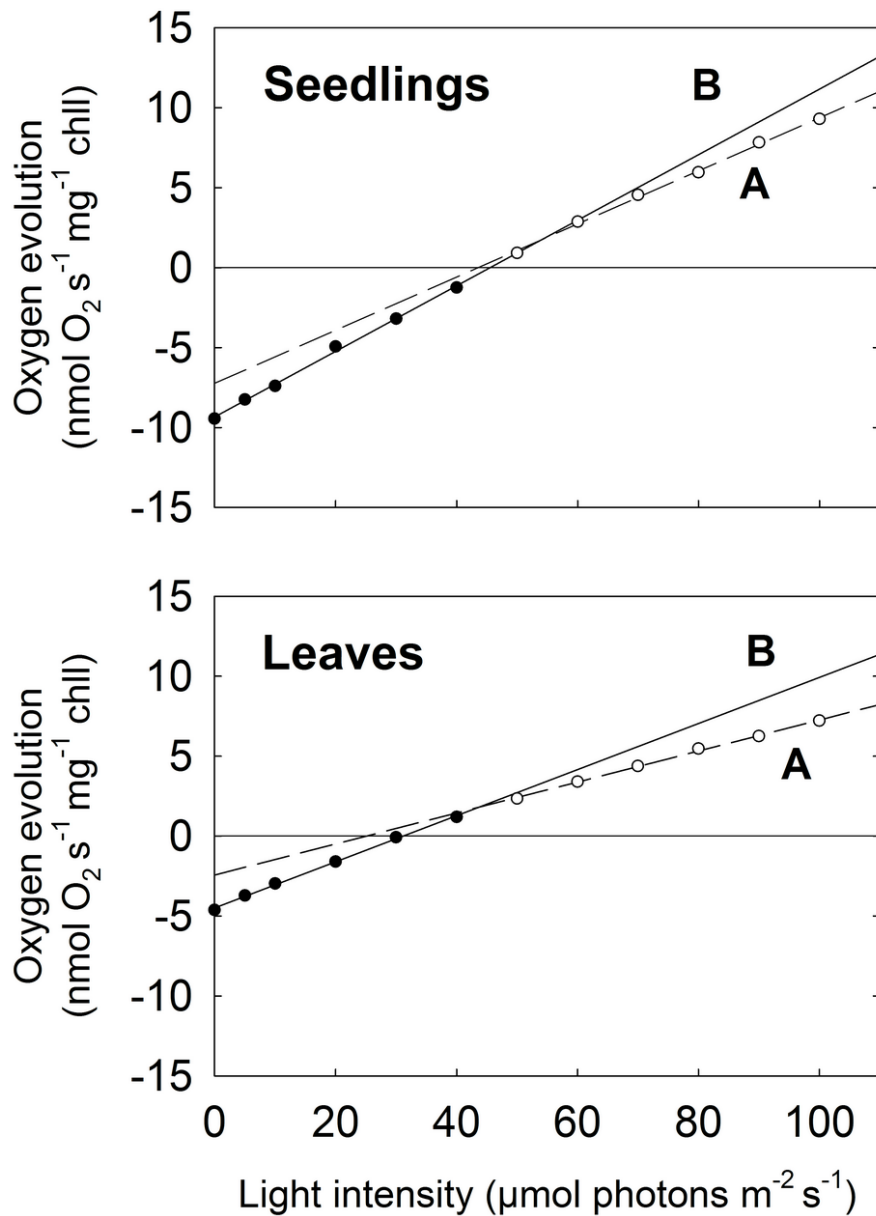 Oxygen evolution
(nmol O₂ s⁻¹ mg⁻¹ chll)
15
10
5
0
-5
-10
-15
Seedlings
B
A
Oxygen evolution
(nmol O₂ s⁻¹ mg⁻¹ chll)
15
10
5
0
-5
-10
-15
Leaves
B
A
0 20 40 60 80 100
Light intensity (μmol photons m⁻² s⁻¹)